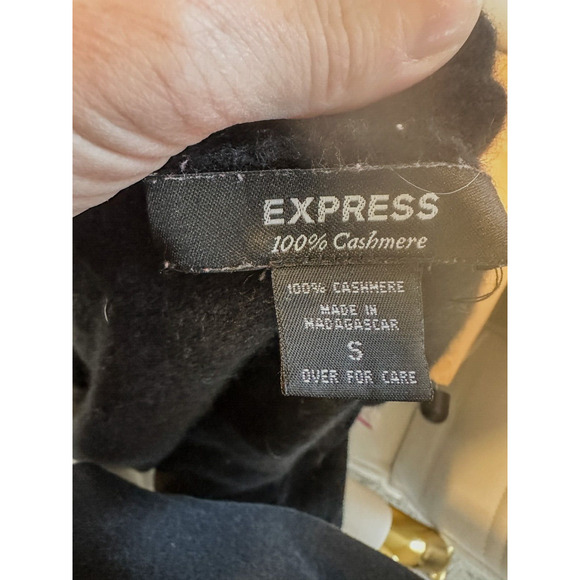 EXPRESS
100% Cashmere
100% CASHMERE
MADE IN
MADAGASCAR
S
OVER FOR CARE